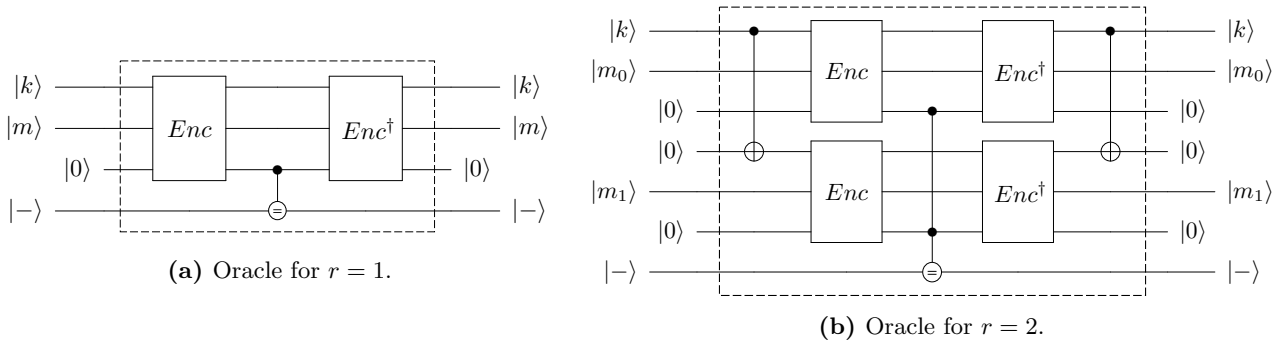 |k⟩ Enc Enc† |k⟩
|m⟩ |m⟩
|0⟩ |0⟩
|−⟩ = |−⟩
(a) Oracle for r = 1.
|k⟩ |k⟩
|m₀⟩ Enc Enc† |m₀⟩
|0⟩ |0⟩
|0⟩ |0⟩
|m₁⟩ Enc Enc† |m₁⟩
|0⟩ |0⟩
|−⟩ = |−⟩
(b) Oracle for r = 2.